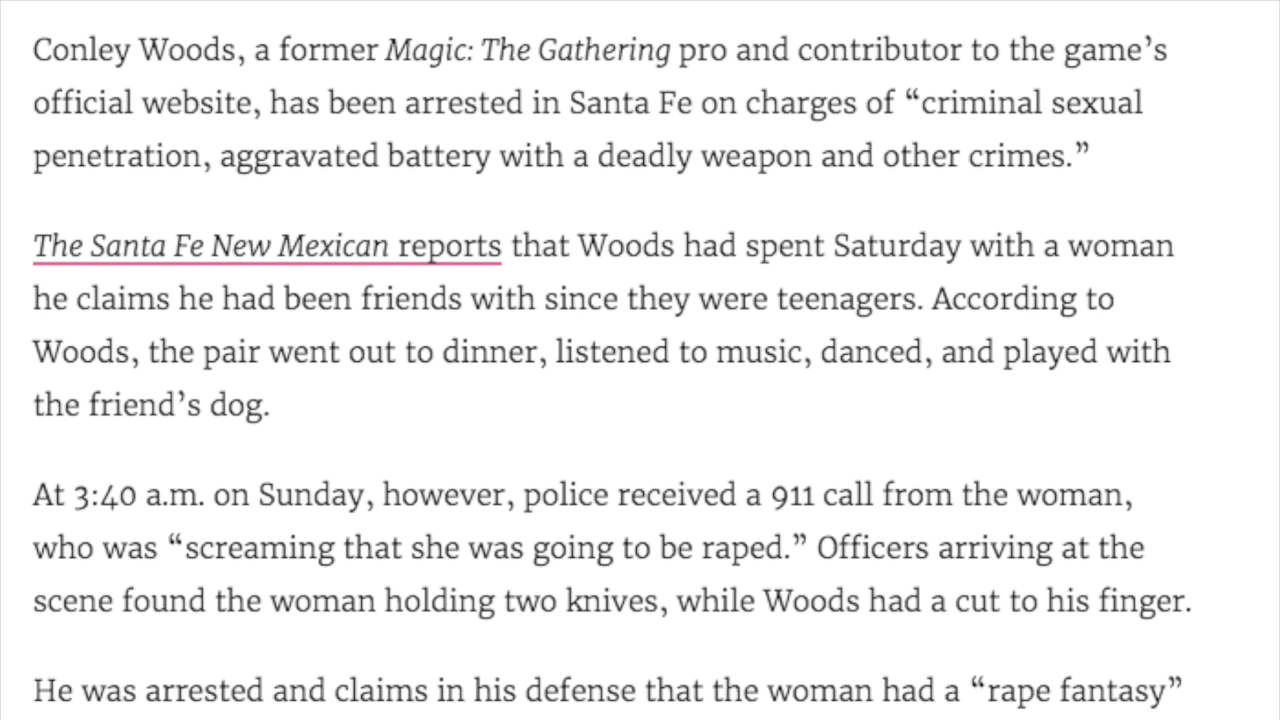 Conley Woods, a former Magic: The Gathering pro and contributor to the game’s
official website, has been arrested in Santa Fe on charges of “criminal sexual
penetration, aggravated battery with a deadly weapon and other crimes.”
The Santa Fe New Mexican reports that Woods had spent Saturday with a woman
he claims he had been friends with since they were teenagers. According to
Woods, the pair went out to dinner, listened to music, danced, and played with
the friend’s dog.
At 3:40 a.m. on Sunday, however, police received a 911 call from the woman,
who was “screaming that she was going to be raped.” Officers arriving at the
scene found the woman holding two knives, while Woods had a cut to his finger.
He was arrested and claims in his defense that the woman had a “rape fantasy”